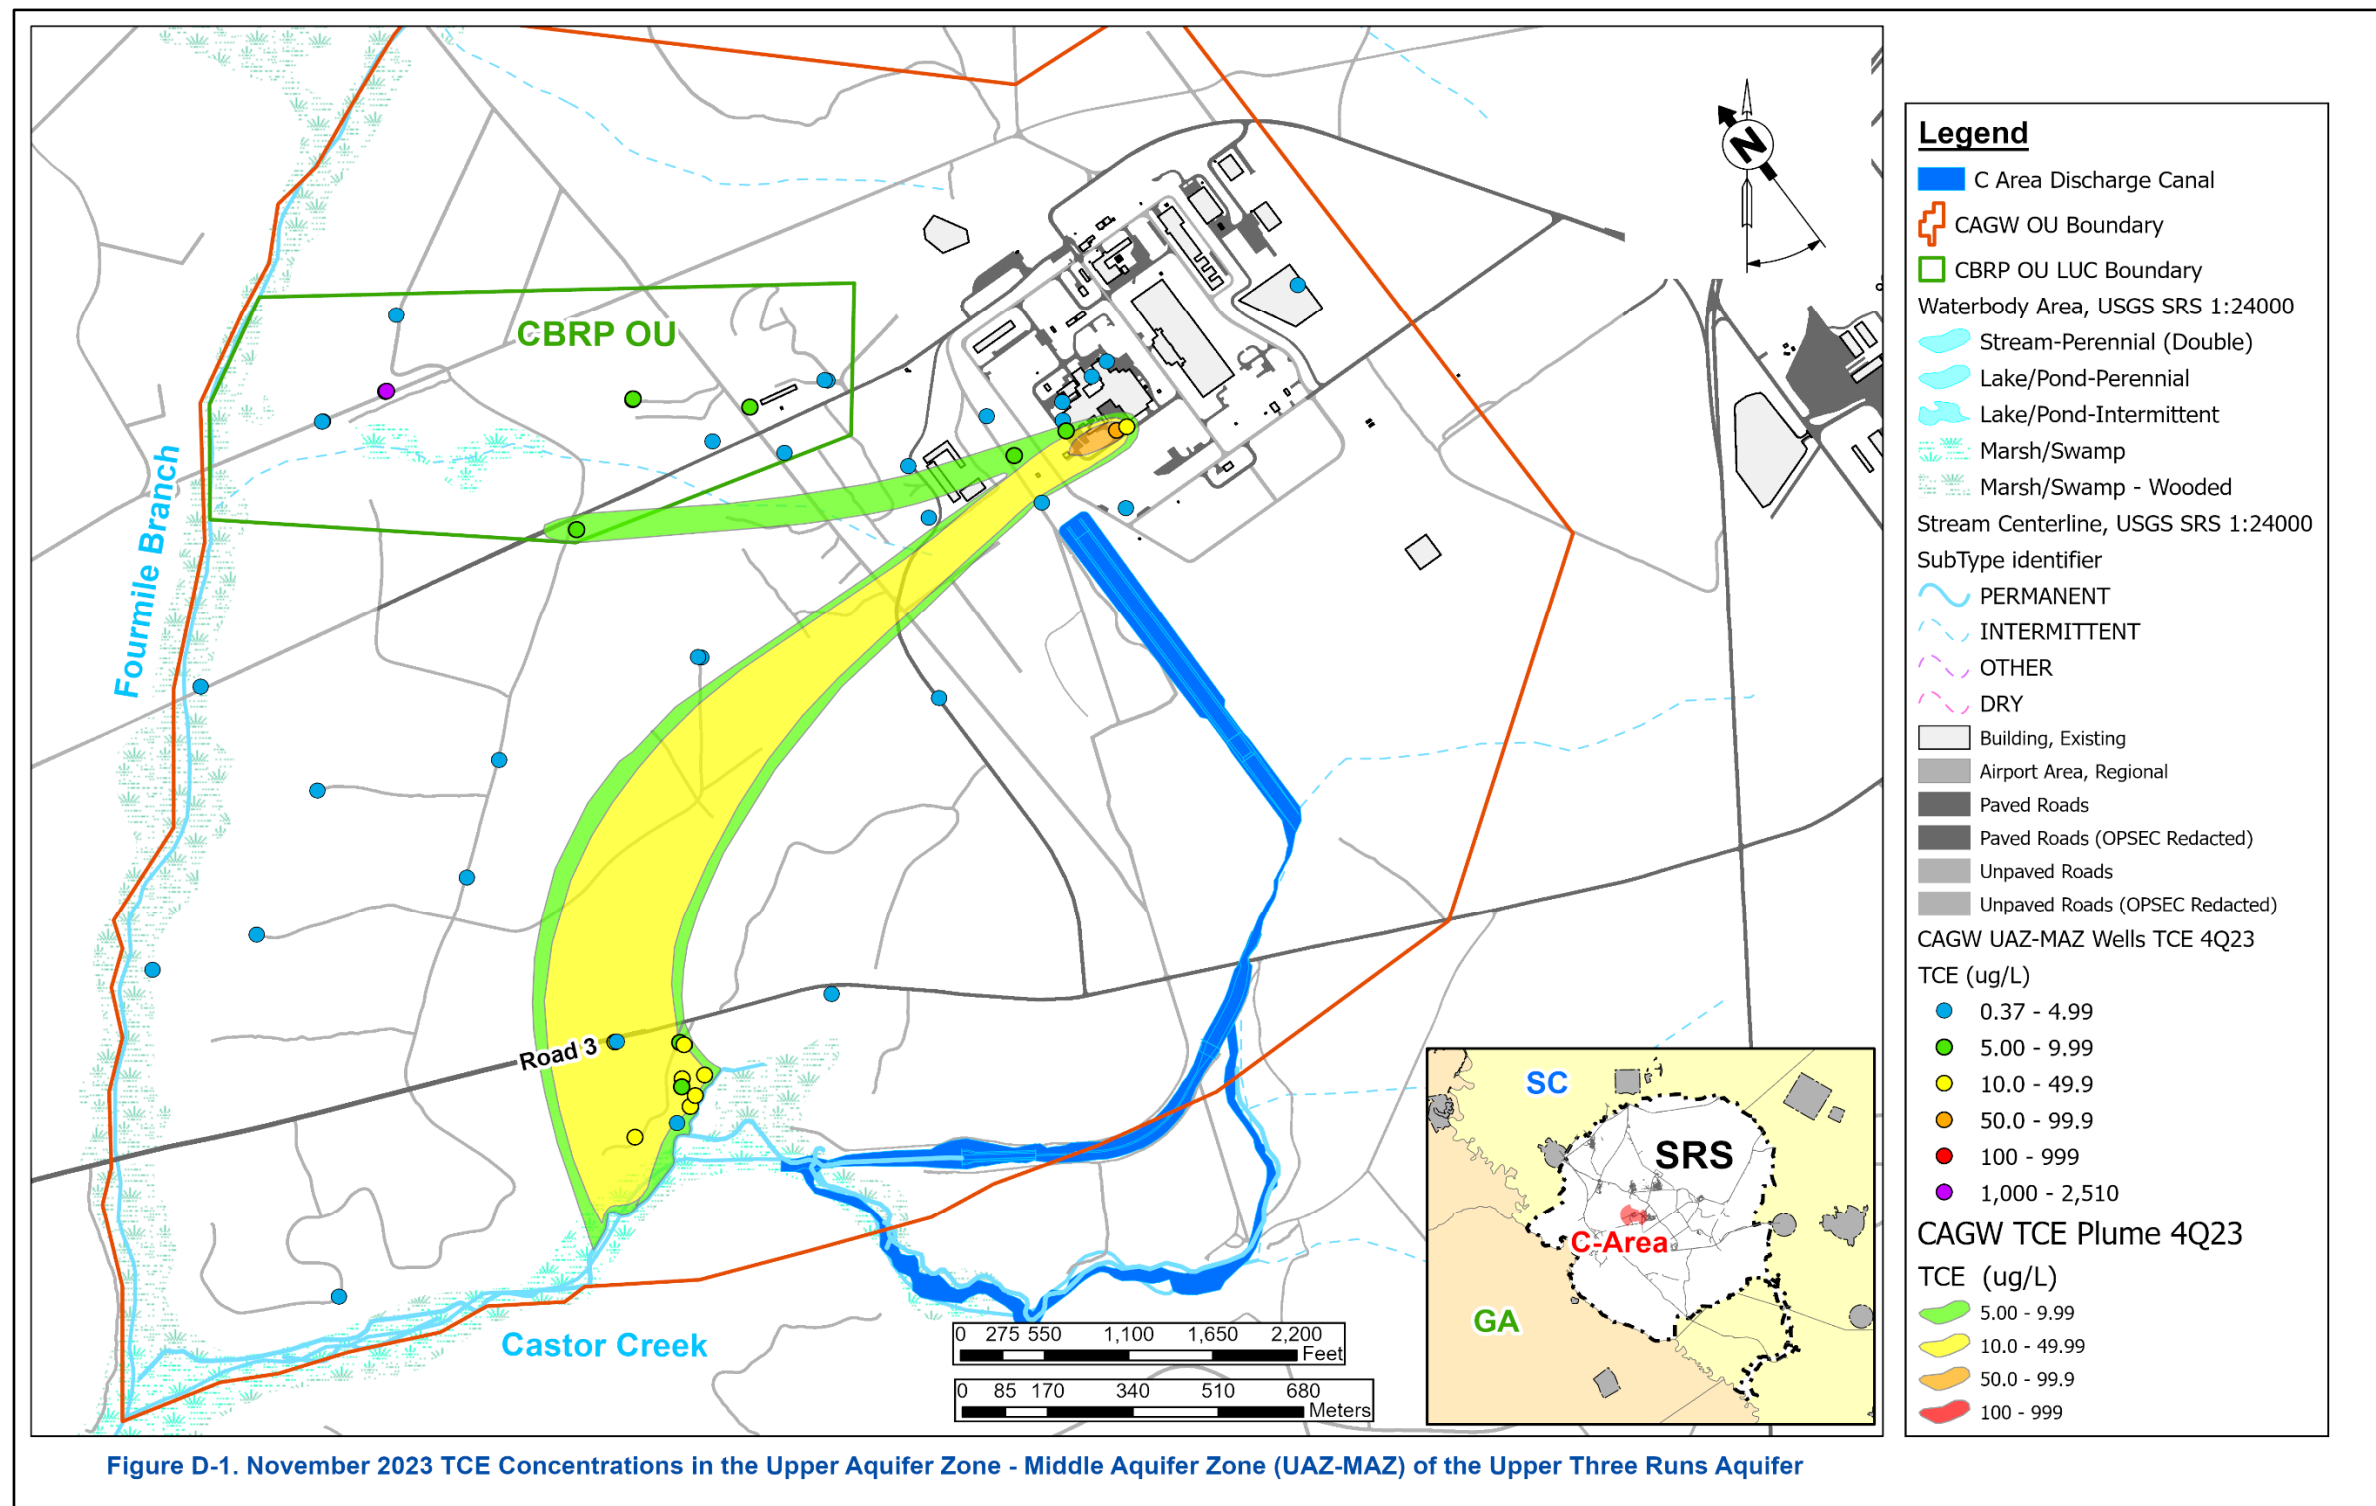 CBRP OU
Fourmile Branch
Road 3
Castor Creek
N
0 275 550 1,100 1,650 2,200
Feet
0 85 170 340 510 680
Meters
SC
SRS
C-Area
GA
Legend
C Area Discharge Canal
CAGW OU Boundary
CBRP OU LUC Boundary
Waterbody Area, USGS SRS 1:24000
Stream-Perennial (Double)
Lake/Pond-Perennial
Lake/Pond-Intermittent
Marsh/Swamp
Marsh/Swamp - Wooded
Stream Centerline, USGS SRS 1:24000
SubType identifier
PERMANENT
INTERMITTENT
OTHER
DRY
Building, Existing
Airport Area, Regional
Paved Roads
Paved Roads (OPSEC Redacted)
Unpaved Roads
Unpaved Roads (OPSEC Redacted)
CAGW UAZ-MAZ Wells TCE 4Q23
TCE (ug/L)
0.37 - 4.99
5.00 - 9.99
10.0 - 49.9
50.0 - 99.9
100 - 999
1,000 - 2,510
CAGW TCE Plume 4Q23
TCE (ug/L)
5.00 - 9.99
10.0 - 49.99
50.0 - 99.9
100 - 999
Figure D-1. November 2023 TCE Concentrations in the Upper Aquifer Zone - Middle Aquifer Zone (UAZ-MAZ) of the Upper Three Runs Aquifer